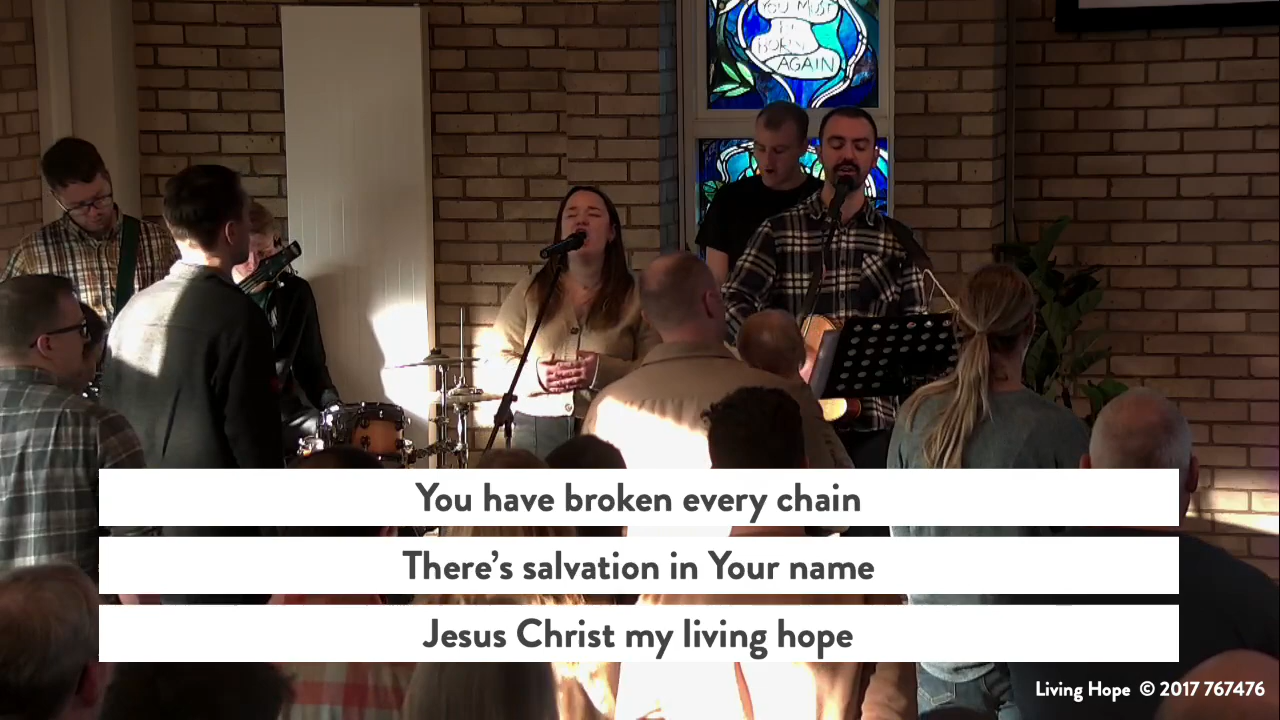 YOU MUST
BE
BORN
AGAIN
You have broken every chain
There's salvation in Your name
Jesus Christ my living hope
Living Hope © 2017 767476